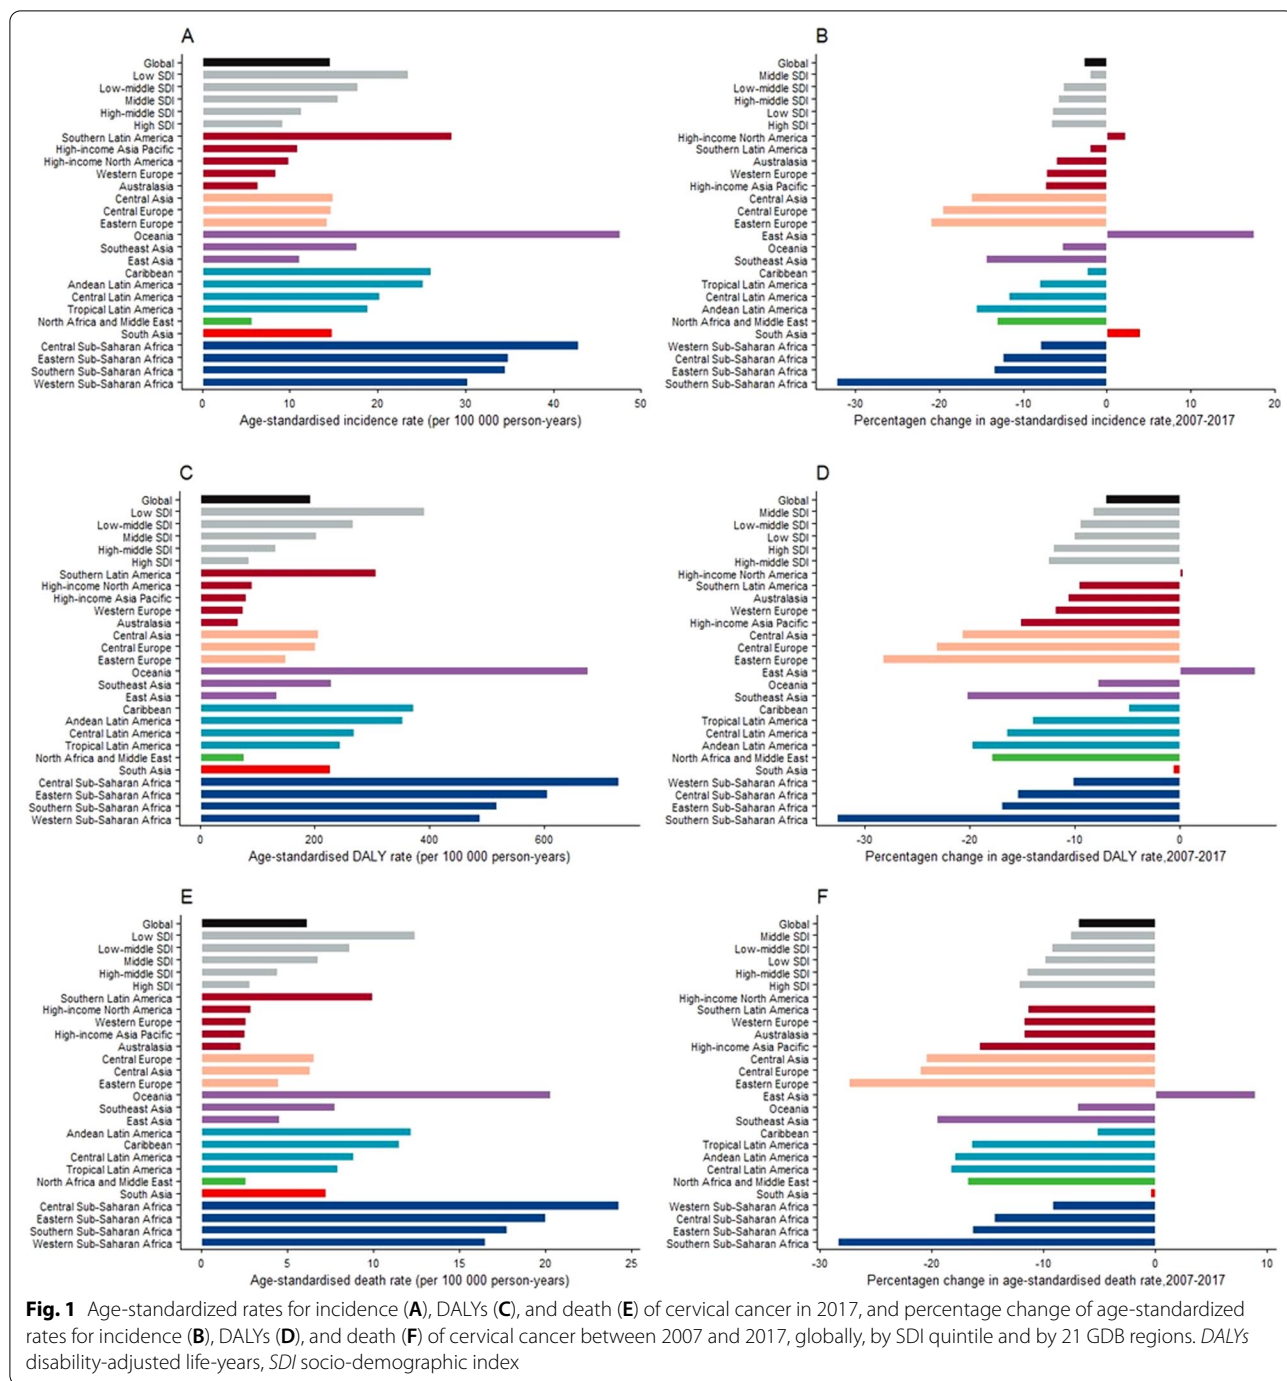 A
Global
Low SDI
Low-middle SDI
Middle SDI
High-middle SDI
High SDI
Southern Latin America
High-income Asia Pacific
High-income North America
Western Europe
Australasia
Central Asia
Central Europe
Eastern Europe
Oceania
Southeast Asia
East Asia
Caribbean
Andean Latin America
Central Latin America
Tropical Latin America
North Africa and Middle East
South Asia
Central Sub-Saharan Africa
Eastern Sub-Saharan Africa
Southern Sub-Saharan Africa
Western Sub-Saharan Africa
0 10 20 30 40 50
Age-standardised incidence rate (per 100 000 person-years)
B
Global
Middle SDI
Low-middle SDI
High-middle SDI
Low SDI
High SDI
High-income North America
Southern Latin America
Australasia
Western Europe
High-income Asia Pacific
Central Asia
Central Europe
Eastern Europe
East Asia
Oceania
Southeast Asia
Caribbean
Tropical Latin America
Central Latin America
Andean Latin America
North Africa and Middle East
South Asia
Western Sub-Saharan Africa
Central Sub-Saharan Africa
Eastern Sub-Saharan Africa
Southern Sub-Saharan Africa
-30 -20 -10 0 10 20
Percentagen change in age-standardised incidence rate,2007-2017
C
Global
Low SDI
Low-middle SDI
Middle SDI
High-middle SDI
High SDI
Southern Latin America
High-income North America
High-income Asia Pacific
Western Europe
Australasia
Central Asia
Central Europe
Eastern Europe
Oceania
Southeast Asia
East Asia
Caribbean
Andean Latin America
Central Latin America
Tropical Latin America
North Africa and Middle East
South Asia
Central Sub-Saharan Africa
Eastern Sub-Saharan Africa
Southern Sub-Saharan Africa
Western Sub-Saharan Africa
0 200 400 600
Age-standardised DALY rate (per 100 000 person-years)
D
Global
Middle SDI
Low-middle SDI
Low SDI
High SDI
High-middle SDI
High-income North America
Southern Latin America
Australasia
Western Europe
High-income Asia Pacific
Central Asia
Central Europe
Eastern Europe
East Asia
Oceania
Southeast Asia
Caribbean
Tropical Latin America
Central Latin America
Andean Latin America
North Africa and Middle East
South Asia
Western Sub-Saharan Africa
Central Sub-Saharan Africa
Eastern Sub-Saharan Africa
Southern Sub-Saharan Africa
-30 -20 -10 0
Percentagen change in age-standardised DALY rate,2007-2017
E
Global
Low SDI
Low-middle SDI
Middle SDI
High-middle SDI
High SDI
Southern Latin America
High-income North America
Western Europe
High-income Asia Pacific
Australasia
Central Europe
Central Asia
Eastern Europe
Oceania
Southeast Asia
East Asia
Andean Latin America
Caribbean
Central Latin America
Tropical Latin America
North Africa and Middle East
South Asia
Central Sub-Saharan Africa
Eastern Sub-Saharan Africa
Southern Sub-Saharan Africa
Western Sub-Saharan Africa
0 5 10 15 20 25
Age-standardised death rate (per 100 000 person-years)
F
Global
Middle SDI
Low-middle SDI
Low SDI
High-middle SDI
High SDI
High-income North America
Southern Latin America
Western Europe
Australasia
High-income Asia Pacific
Central Asia
Central Europe
Eastern Europe
East Asia
Oceania
Southeast Asia
Caribbean
Tropical Latin America
Andean Latin America
Central Latin America
North Africa and Middle East
South Asia
Western Sub-Saharan Africa
Central Sub-Saharan Africa
Eastern Sub-Saharan Africa
Southern Sub-Saharan Africa
-30 -20 -10 0 10
Percentagen change in age-standardised death rate,2007-2017
Fig. 1 Age-standardized rates for incidence (A), DALYs (C), and death (E) of cervical cancer in 2017, and percentage change of age-standardized
rates for incidence (B), DALYs (D), and death (F) of cervical cancer between 2007 and 2017, globally, by SDI quintile and by 21 GDB regions. DALYs
disability-adjusted life-years, SDI socio-demographic index